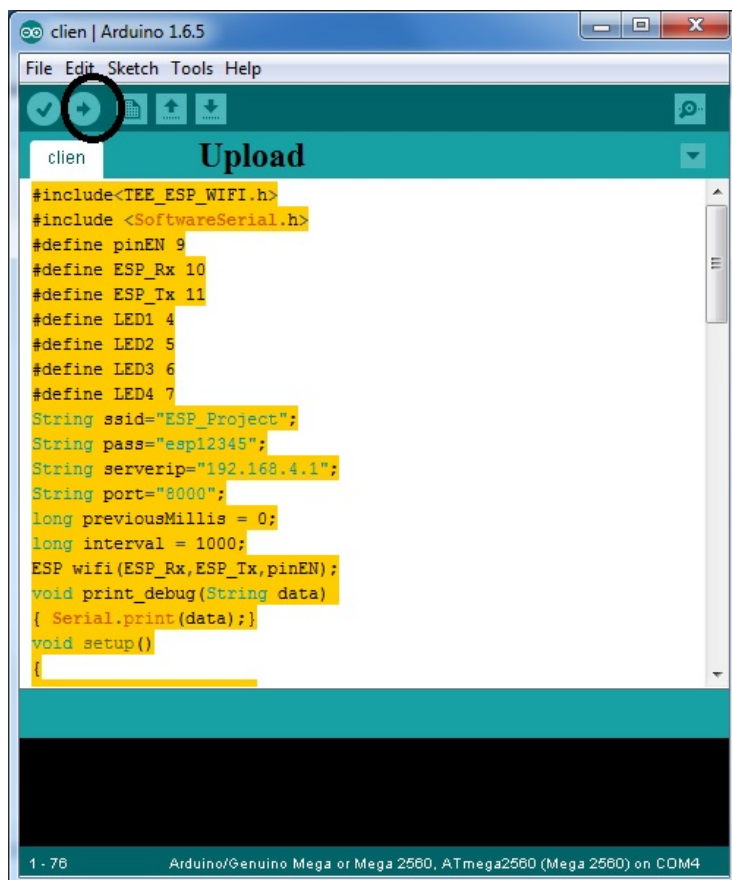 clien | Arduino 1.6.5
File Edit Sketch Tools Help
clien
Upload
#include<TEE_ESP_WIFI.h>
#include <SoftwareSerial.h>
#define pinEN 9
#define ESP_Rx 10
#define ESP_Tx 11
#define LED1 4
#define LED2 5
#define LED3 6
#define LED4 7
String ssid="ESP_Project";
String pass="esp12345";
String serverip="192.168.4.1";
String port="8000";
long previousMillis = 0;
long interval = 1000;
ESP wifi(ESP_Rx,ESP_Tx,pinEN);
void print_debug(String data)
{ Serial.print(data);}
void setup()
{
1 - 76 Arduino/Genuino Mega or Mega 2560, ATmega2560 (Mega 2560) on COM4